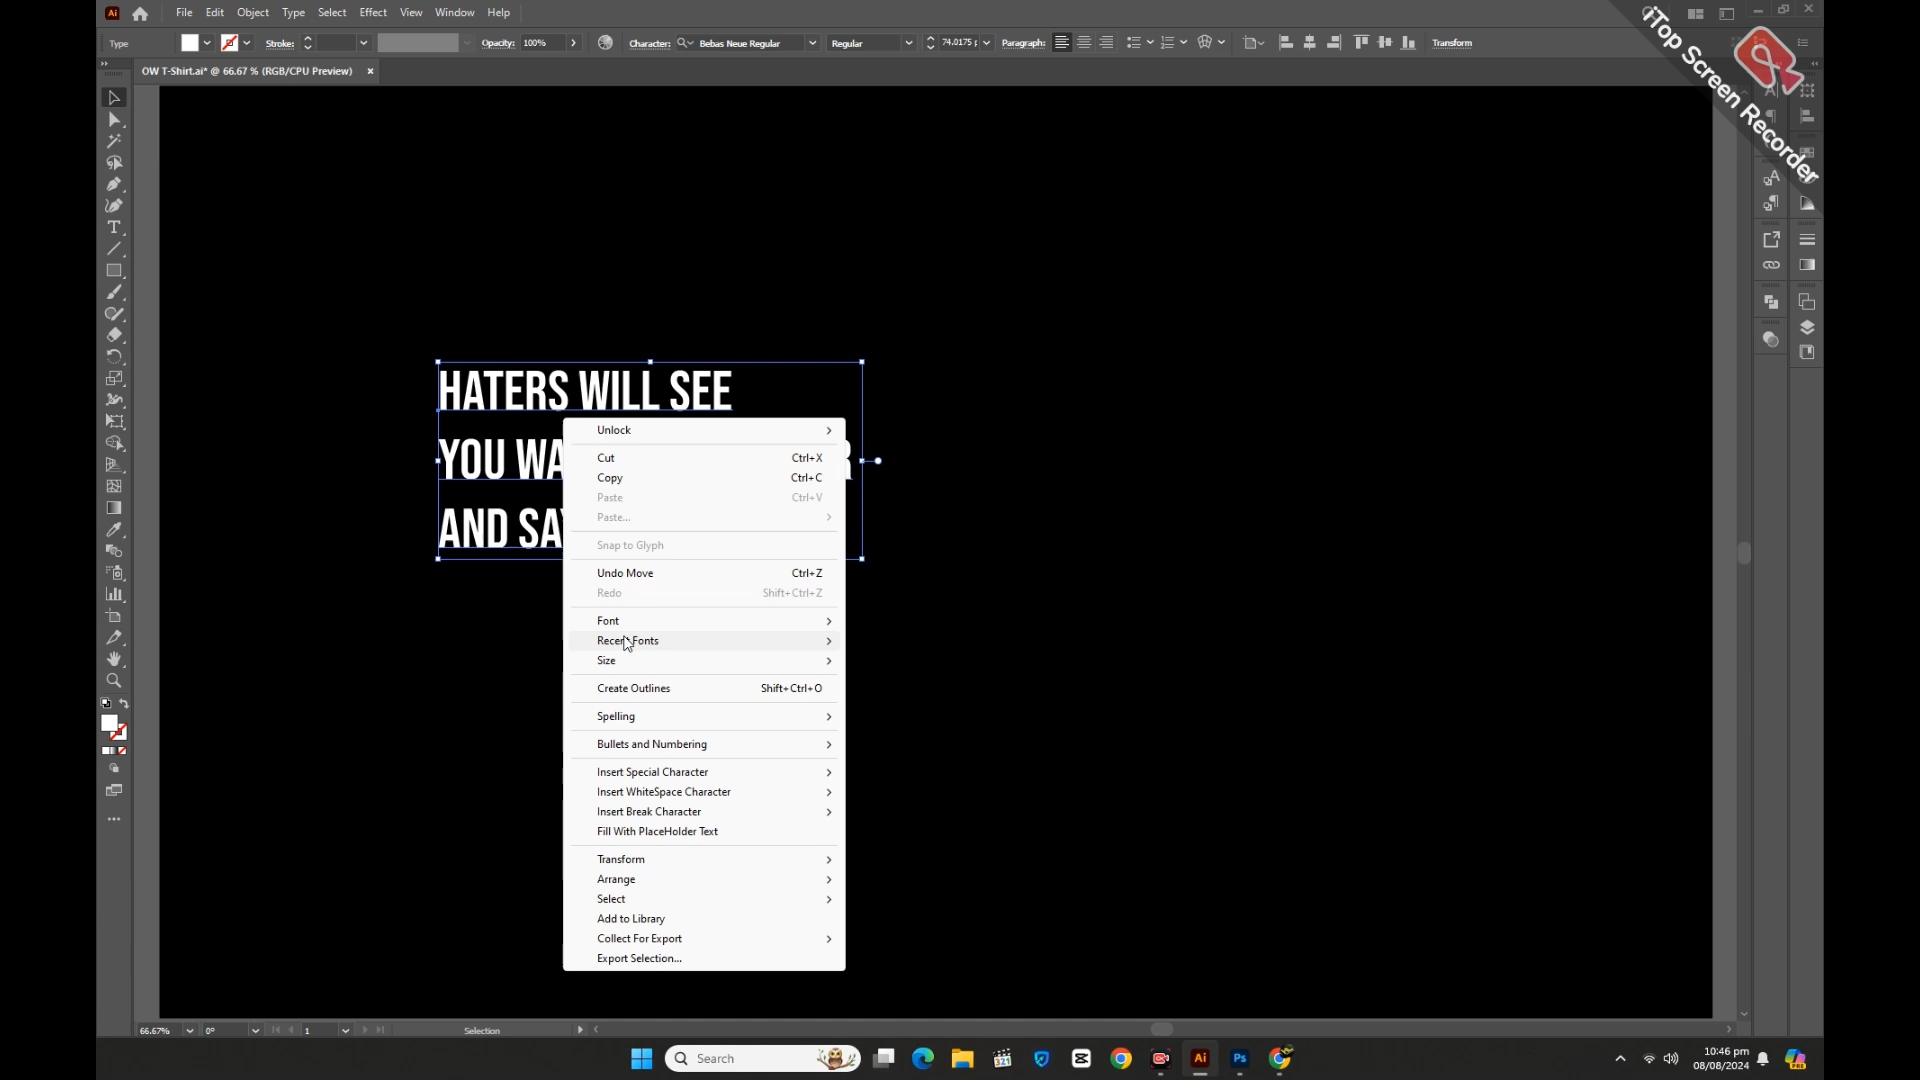 File Edit Object Type Select Effect View Window Help
Type Stroke: Opacity: 100% Character: Bebas Neue Regular Regular 74.0175 Paragraph: Transform
OW T-Shirt.ai* @ 66.67 % (RGB/CPU Preview)
iTop Screen Recorder
HATERS WILL SEE
YOU
AND
Unlock
Cut Ctrl+X
Copy Ctrl+C
Paste Ctrl+V
Paste...
Snap to Glyph
Undo Move Ctrl+Z
Redo Shift+Ctrl+Z
Font
Recent Fonts
Size
Create Outlines Shift+Ctrl+O
Spelling
Bullets and Numbering
Insert Special Character
Insert WhiteSpace Character
Insert Break Character
Fill With PlaceHolder Text
Transform
Arrange
Select
Add to Library
Collect For Export
Export Selection...
66.67% 0° 1 Selection
Search
Ai Ps
10:46 pm
08/08/2024